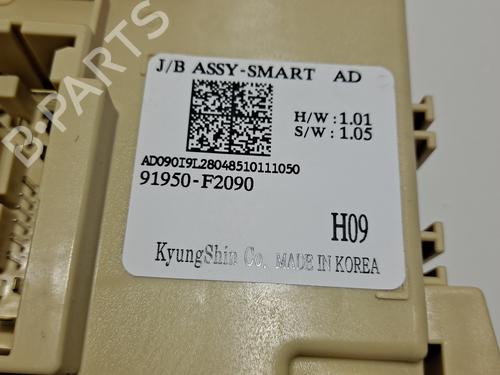 J/B ASSY-SMART AD
H/W : 1.01
S/W : 1.05
AD090I9L28048510111050
91950-F2090
H09
KyungShin Co. MADE IN KOREA
B-PARTS